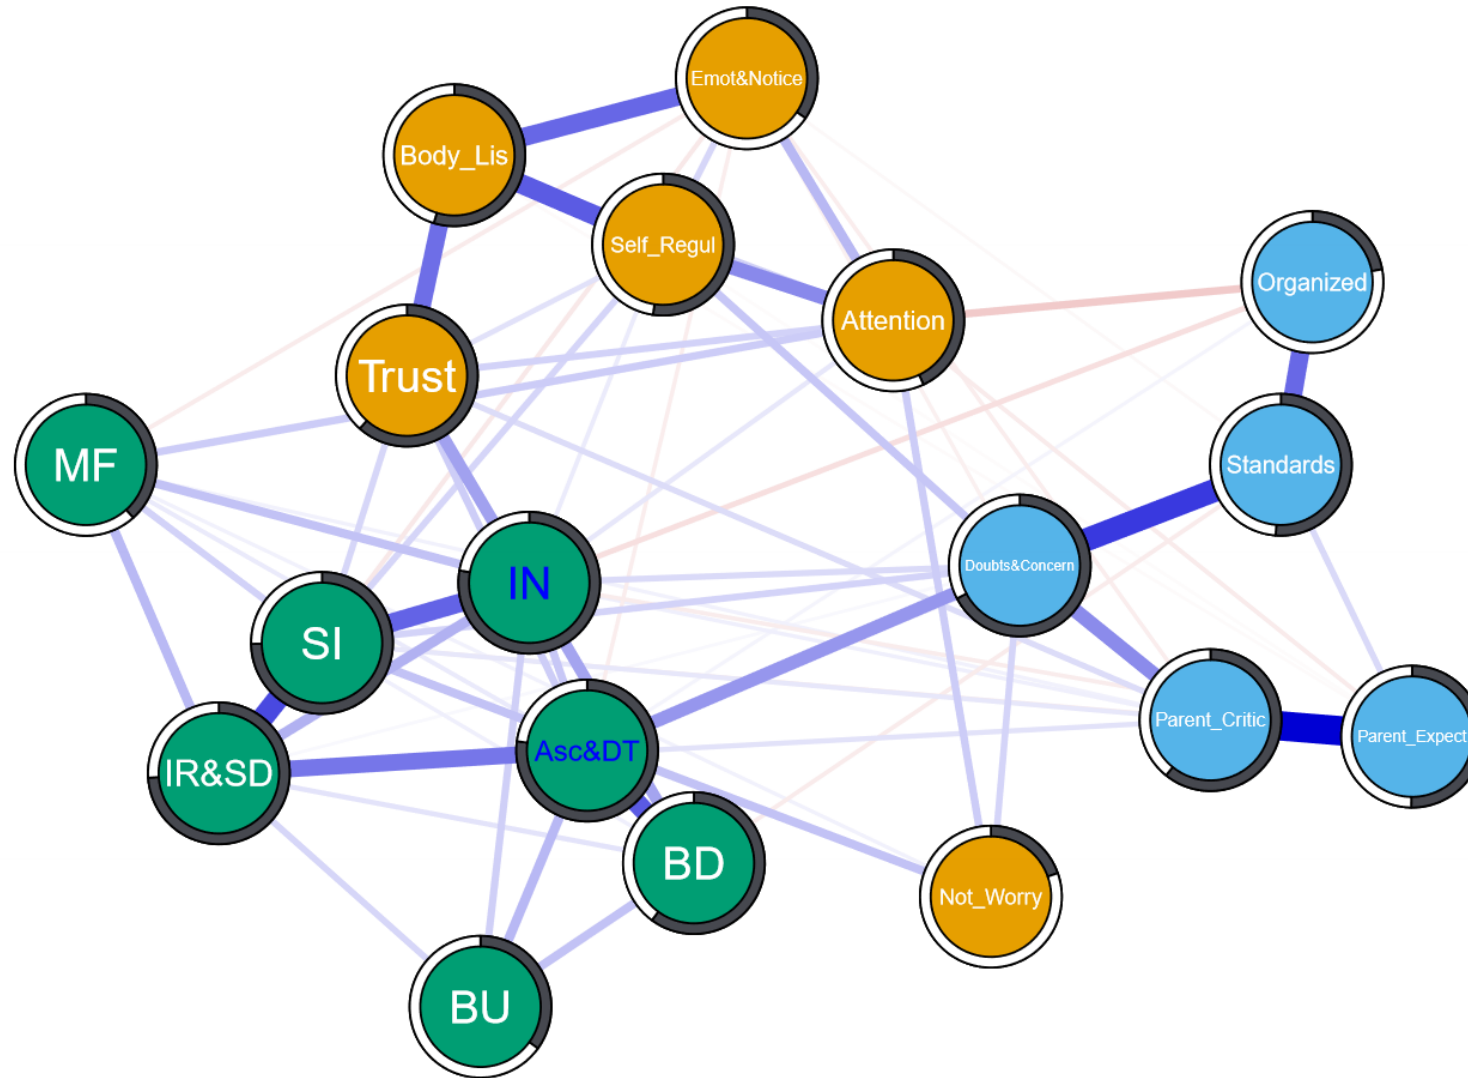 Emot&Notice
Body_Lis
Self_Regul
Organized
Attention
Trust
MF
Standards
Doubts&Concern
IN
SI
Parent_Critic
Parent_Expect
Asc&DT
IR&SD
BD
Not_Worry
BU